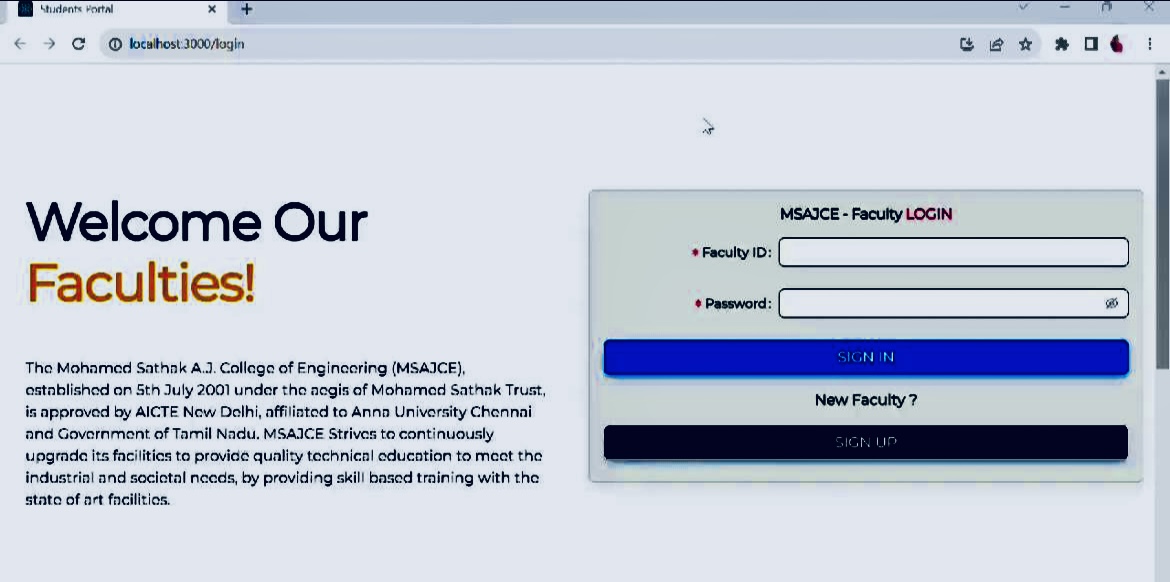 Students Portal
localhost:3000/login
Welcome Our
Faculties!
The Mohamed Sathak A.J. College of Engineering (MSAJCE),
established on 5th July 2001 under the aegis of Mohamed Sathak Trust,
is approved by AICTE New Delhi, affiliated to Anna University Chennai
and Government of Tamil Nadu. MSAJCE Strives to continuously
upgrade its facilities to provide quality technical education to meet the
industrial and societal needs, by providing skill based training with the
state of art facilities.
MSAJCE - Faculty LOGIN
* Faculty ID:
* Password:
SIGN IN
New Faculty ?
SIGN UP